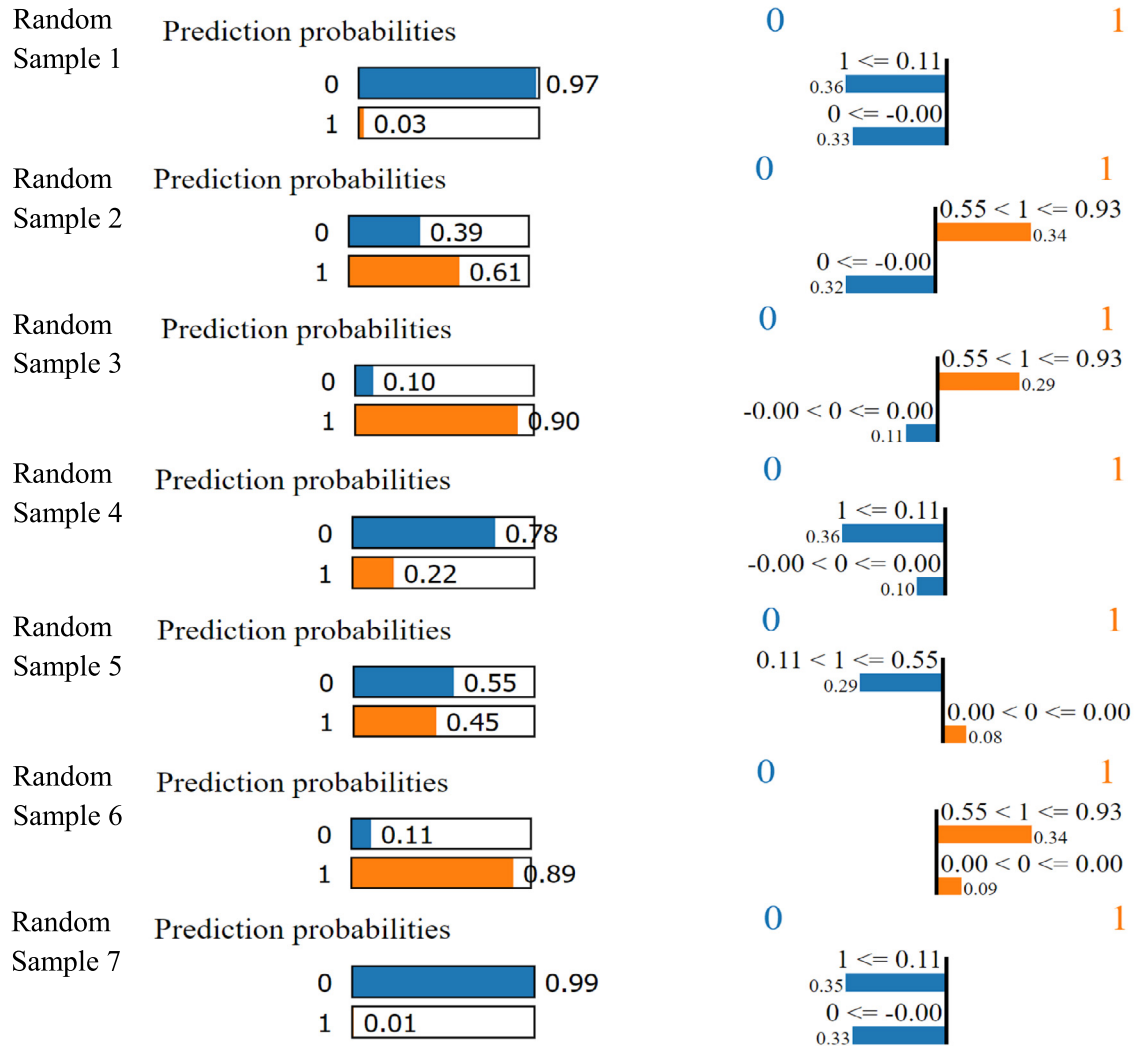 Random
Sample 1
Prediction probabilities
0 0.97
1 0.03
0 1
1 <= 0.11
0.36
0 <= -0.00
0.33
Random
Sample 2
Prediction probabilities
0 0.39
1 0.61
0 1
0.55 < 1 <= 0.93
0.34
0 <= -0.00
0.32
Random
Sample 3
Prediction probabilities
0 0.10
1 0.90
0 1
0.55 < 1 <= 0.93
0.29
-0.00 < 0 <= 0.00
0.11
Random
Sample 4
Prediction probabilities
0 0.78
1 0.22
0 1
1 <= 0.11
0.36
-0.00 < 0 <= 0.00
0.10
Random
Sample 5
Prediction probabilities
0 0.55
1 0.45
0 1
0.11 < 1 <= 0.55
0.29
0.00 < 0 <= 0.00
0.08
Random
Sample 6
Prediction probabilities
0 0.11
1 0.89
0 1
0.55 < 1 <= 0.93
0.34
0.00 < 0 <= 0.00
0.09
Random
Sample 7
Prediction probabilities
0 0.99
1 0.01
0 1
1 <= 0.11
0.35
0 <= -0.00
0.33